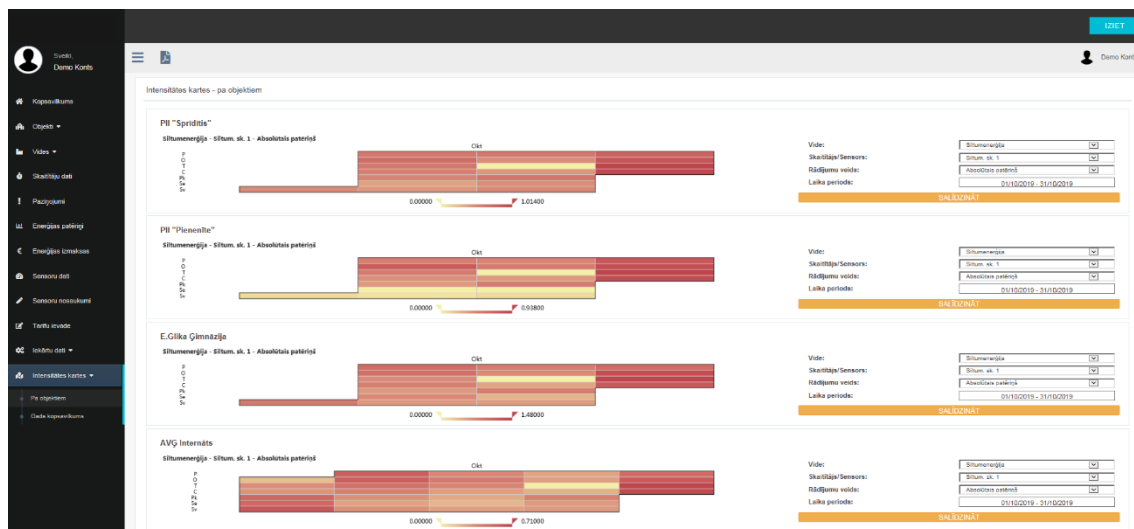 IZIET
Sveiki,
Demo Konts
Demo Kont
Kopsavilkums
Objekti
Vides
Skaitītāju dati
Paziņojumi
Enerģijas patēriņi
Enerģijas izmaksas
Sensoru dati
Sensoru nosaukumi
Tarifu ievade
Iekārtu dati
Intensitātes kartes
Pa objektiem
Gada kopsavilkums
Intensitātes kartes - pa objektiem
PII "Sprīdītis"
Siltumenerģija - Siltum. sk. 1 - Absolūtais patēriņš
Okt
P
O
T
C
Pk
Se
Sv
0.00000 1.01400
Vide: Siltumenerģija
Skaitītājs/Sensors: Siltum. sk. 1
Rādījumu veids: Absolūtais patēriņš
Laika periods: 01/10/2019 - 31/10/2019
SALĪDZINĀT
PII "Pienenīte"
Siltumenerģija - Siltum. sk. 1 - Absolūtais patēriņš
Okt
P
O
T
C
Pk
Se
Sv
0.00000 0.93800
Vide: Siltumenerģija
Skaitītājs/Sensors: Siltum. sk. 1
Rādījumu veids: Absolūtais patēriņš
Laika periods: 01/10/2019 - 31/10/2019
SALĪDZINĀT
E.Glika Ģimnāzija
Siltumenerģija - Siltum. sk. 1 - Absolūtais patēriņš
Okt
P
O
T
C
Pk
Se
Sv
0.00000 1.48000
Vide: Siltumenerģija
Skaitītājs/Sensors: Siltum. sk. 1
Rādījumu veids: Absolūtais patēriņš
Laika periods: 01/10/2019 - 31/10/2019
SALĪDZINĀT
AVĢ Internāts
Siltumenerģija - Siltum. sk. 1 - Absolūtais patēriņš
Okt
P
O
T
C
Pk
Se
Sv
0.00000 0.71000
Vide: Siltumenerģija
Skaitītājs/Sensors: Siltum. sk. 1
Rādījumu veids: Absolūtais patēriņš
Laika periods: 01/10/2019 - 31/10/2019
SALĪDZINĀT